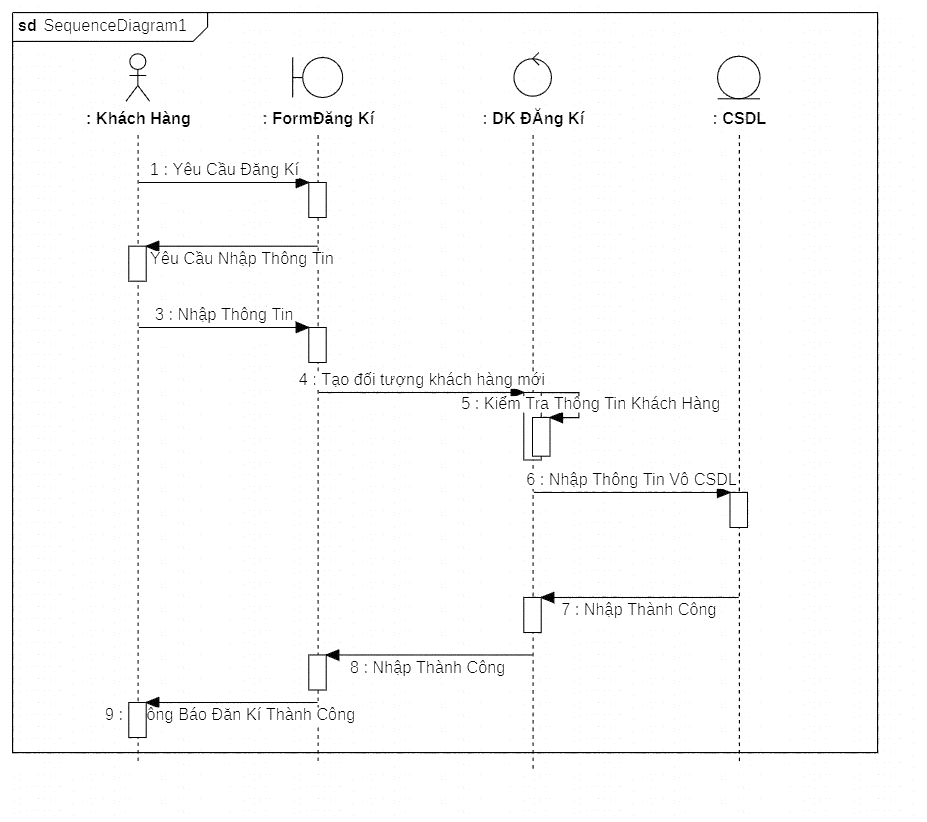 sd SequenceDiagram1
: Khách Hàng
: FormĐăng Kí
: DK ĐĂng Kí
: CSDL
1 : Yêu Cầu Đăng Kí
Yêu Cầu Nhập Thông Tin
3 : Nhập Thông Tin
4 : Tạo đối tượng khách hàng mới
5 : Kiểm Tra Thông Tin Khách Hàng
6 : Nhập Thông Tin Vô CSDL
7 : Nhập Thành Công
8 : Nhập Thành Công
9 : ông Báo Đăn Kí Thành Công